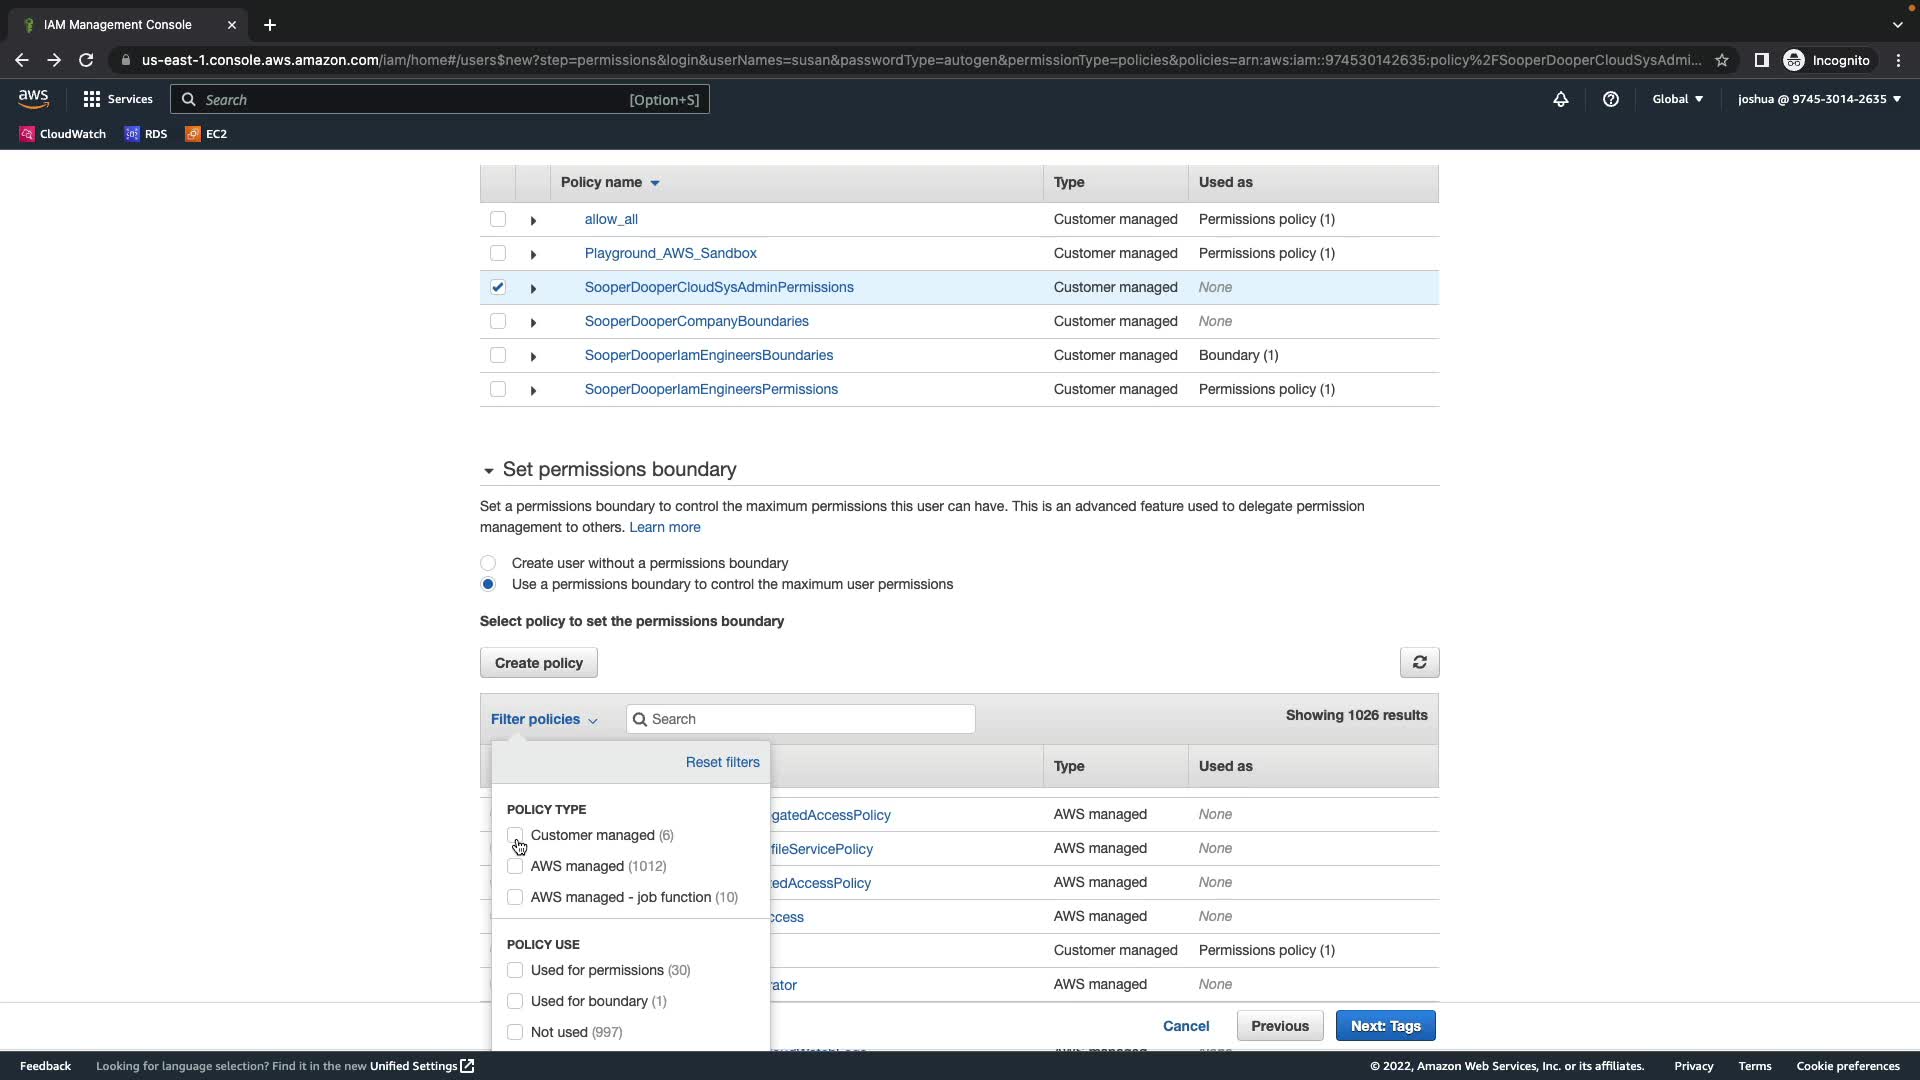 IAM Management Console
us-east-1.console.aws.amazon.com/iam/home#/users$new?step=permissions&login&userNames=susan&passwordType=autogen&permissionType=policies&policies=arn:aws:iam::974530142635:policy%2FSooperDooperCloudSysAdmi...
Incognito
aws
Services
Search
[Option+S]
Global
joshua @ 9745-3014-2635
CloudWatch
RDS
EC2
Policy name
Type
Used as
allow_all
Customer managed
Permissions policy (1)
Playground_AWS_Sandbox
Customer managed
Permissions policy (1)
SooperDooperCloudSysAdminPermissions
Customer managed
None
SooperDooperCompanyBoundaries
Customer managed
None
SooperDooperIamEngineersBoundaries
Customer managed
Boundary (1)
SooperDooperIamEngineersPermissions
Customer managed
Permissions policy (1)
Set permissions boundary
Set a permissions boundary to control the maximum permissions this user can have. This is an advanced feature used to delegate permission
management to others. Learn more
Create user without a permissions boundary
Use a permissions boundary to control the maximum user permissions
Select policy to set the permissions boundary
Create policy
Filter policies
Search
Showing 1026 results
Reset filters
Type
Used as
POLICY TYPE
Customer managed (6)
AWS managed (1012)
AWS managed - job function (10)
POLICY USE
Used for permissions (30)
Used for boundary (1)
Not used (997)
gatedAccessPolicy
AWS managed
None
fileServicePolicy
AWS managed
None
tedAccessPolicy
AWS managed
None
ccess
AWS managed
None
Customer managed
Permissions policy (1)
rator
AWS managed
None
Cancel
Previous
Next: Tags
Feedback
Looking for language selection? Find it in the new Unified Settings
© 2022, Amazon Web Services, Inc. or its affiliates.
Privacy
Terms
Cookie preferences